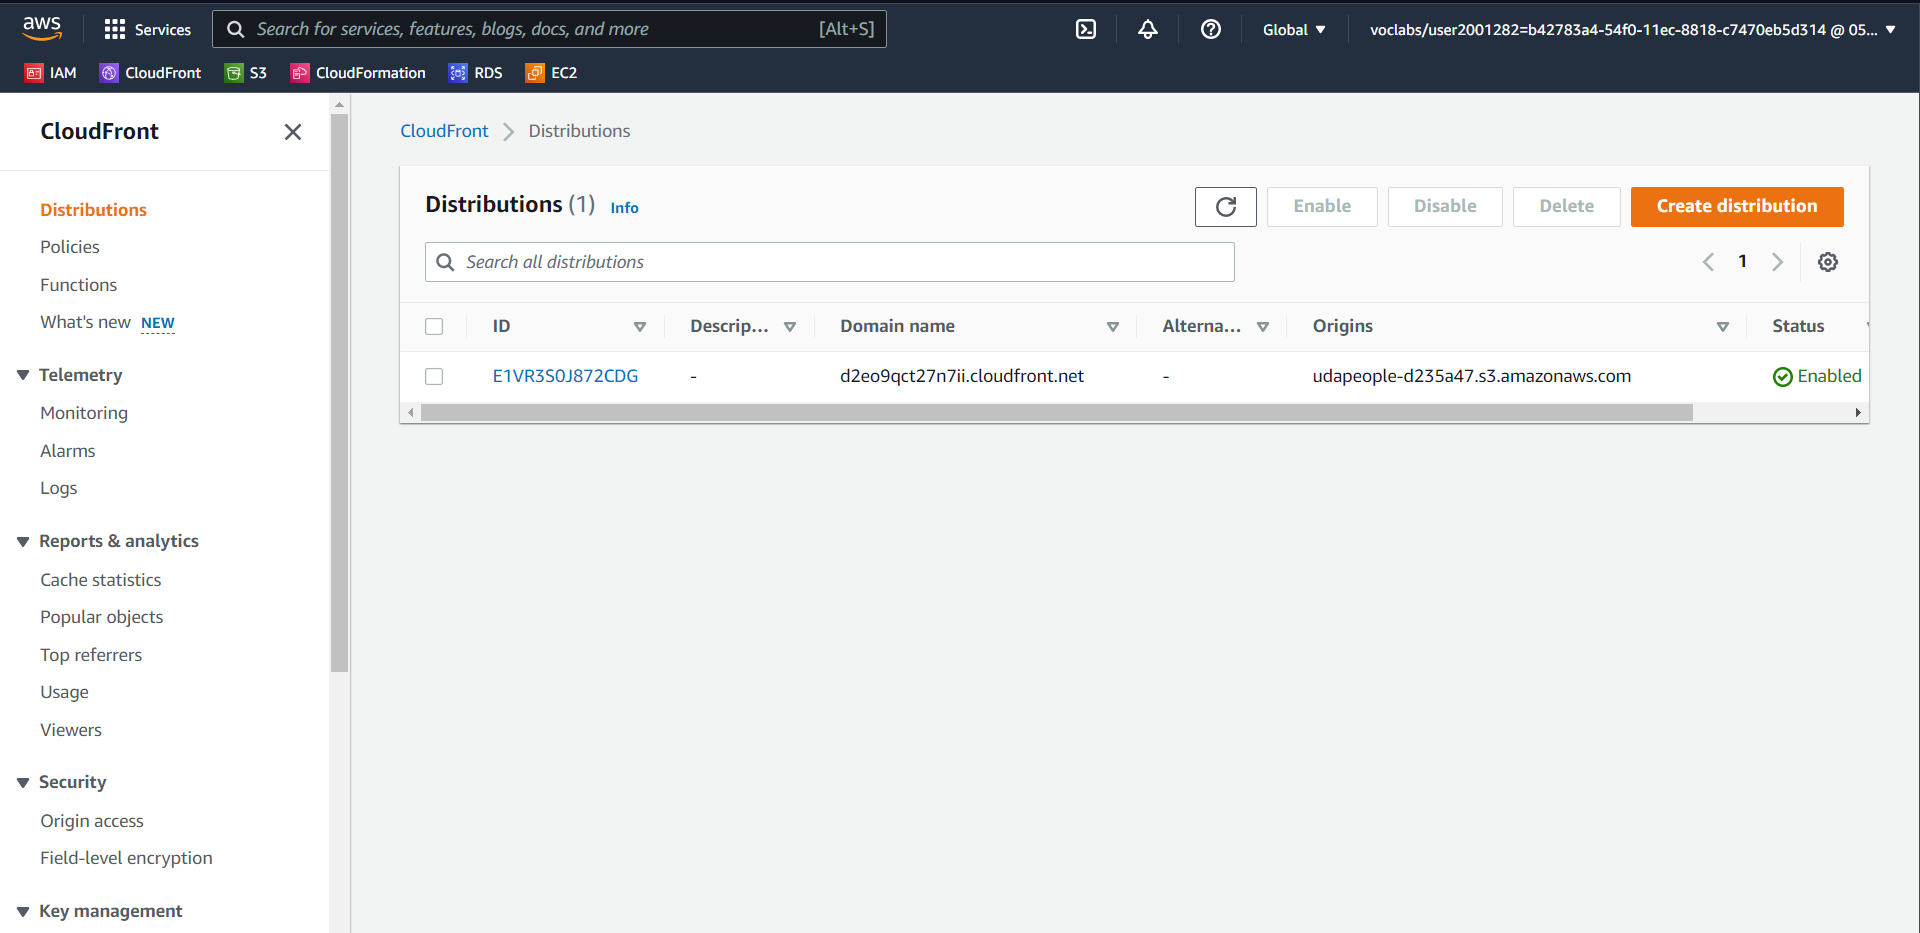 aws Services Search for services, features, blogs, docs, and more [Alt+S] Global voclabs/user2001282=b42783a4-54f0-11ec-8818-c7470eb5d314 @ 05...
IAM CloudFront S3 CloudFormation RDS EC2
CloudFront
Distributions
Policies
Functions
What's new NEW
Telemetry
Monitoring
Alarms
Logs
Reports & analytics
Cache statistics
Popular objects
Top referrers
Usage
Viewers
Security
Origin access
Field-level encryption
Key management
CloudFront Distributions
Distributions (1) Info Enable Disable Delete Create distribution
Search all distributions 1
ID Descrip... Domain name Alterna... Origins Status
E1VR3S0J872CDG - d2eo9qct27n7ii.cloudfront.net - udapeople-d235a47.s3.amazonaws.com Enabled